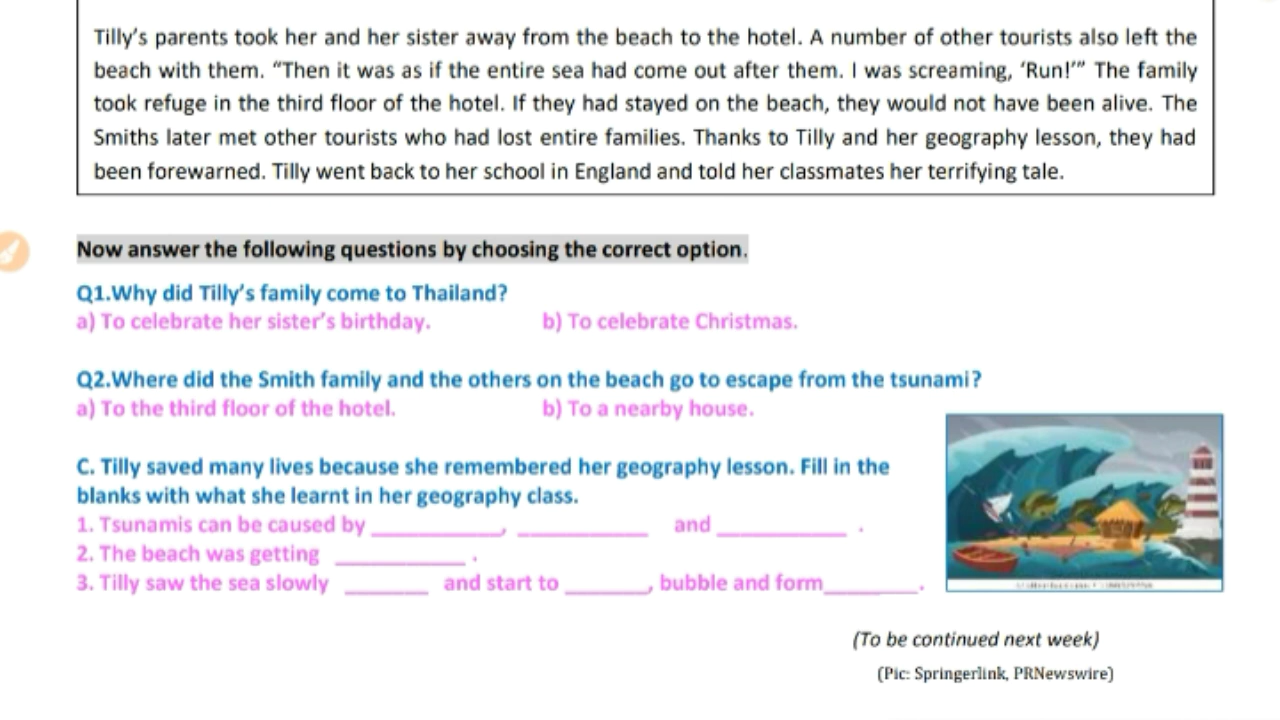 Tilly's parents took her and her sister away from the beach to the hotel. A number of other tourists also left the
beach with them. “Then it was as if the entire sea had come out after them. I was screaming, ‘Run!’” The family
took refuge in the third floor of the hotel. If they had stayed on the beach, they would not have been alive. The
Smiths later met other tourists who had lost entire families. Thanks to Tilly and her geography lesson, they had
been forewarned. Tilly went back to her school in England and told her classmates her terrifying tale.
Now answer the following questions by choosing the correct option.
Q1.Why did Tilly's family come to Thailand?
a) To celebrate her sister's birthday. b) To celebrate Christmas.
Q2.Where did the Smith family and the others on the beach go to escape from the tsunami?
a) To the third floor of the hotel. b) To a nearby house.
C. Tilly saved many lives because she remembered her geography lesson. Fill in the
blanks with what she learnt in her geography class.
1. Tsunamis can be caused by ____________, ____________ and ____________ .
2. The beach was getting ____________ .
3. Tilly saw the sea slowly ________ and start to ________, bubble and form_________.
(To be continued next week)
(Pic: Springerlink, PRNewswire)